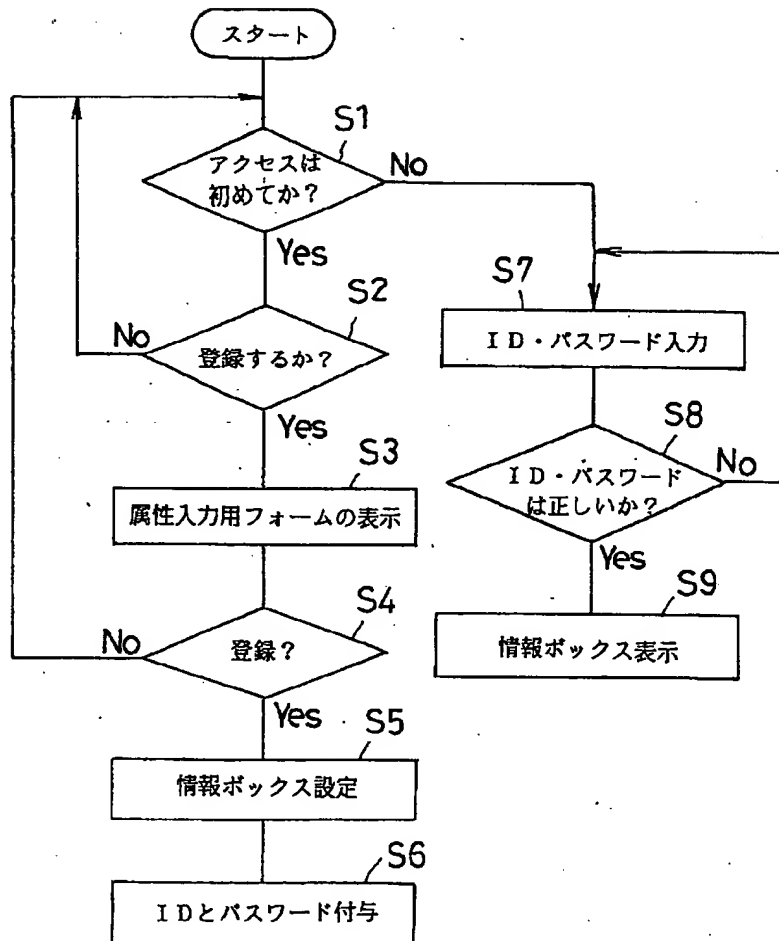 スタート
S1
アクセスは
初めてか?
No
Yes
S2
No
登録するか?
Yes
S3
属性入力用フォームの表示
S4
No
登録?
Yes
S5
情報ボックス設定
S6
IDとパスワード付与
S7
ID・パスワード入力
S8
ID・パスワード
は正しいか?
No
Yes
S9
情報ボックス表示